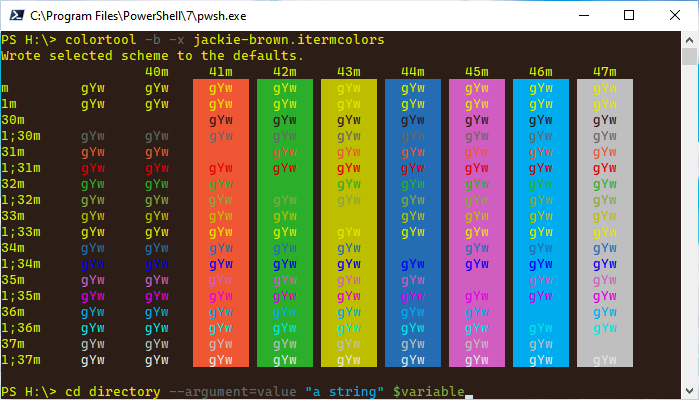 C:\Program Files\PowerShell\7\pwsh.exe
PS H:\> colortool -b -x jackie-brown.itermcolors
Wrote selected scheme to the defaults.
40m 41m 42m 43m 44m 45m 46m 47m
m gYw gYw gYw gYw gYw gYw gYw gYw gYw
1m gYw gYw gYw gYw gYw gYw gYw gYw gYw
30m gYw gYw gYw gYw gYw gYw gYw
1;30m gYw gYw gYw gYw gYw gYw gYw gYw gYw
31m gYw gYw gYw gYw gYw gYw gYw gYw
1;31m gYw gYw gYw gYw gYw gYw gYw gYw gYw
32m gYw gYw gYw gYw gYw gYw gYw gYw
1;32m gYw gYw gYw gYw gYw gYw gYw gYw gYw
33m gYw gYw gYw gYw gYw gYw gYw gYw
1;33m gYw gYw gYw gYw gYw gYw gYw gYw gYw
34m gYw gYw gYw gYw gYw gYw gYw gYw
1;34m gYw gYw gYw gYw gYw gYw gYw gYw gYw
35m gYw gYw gYw gYw gYw gYw gYw gYw
1;35m gYw gYw gYw gYw gYw gYw gYw gYw gYw
36m gYw gYw gYw gYw gYw gYw gYw gYw
1;36m gYw gYw gYw gYw gYw gYw gYw gYw gYw
37m gYw gYw gYw gYw gYw gYw gYw gYw
1;37m gYw gYw gYw gYw gYw gYw gYw gYw gYw
PS H:\> cd directory --argument=value "a string" $variable